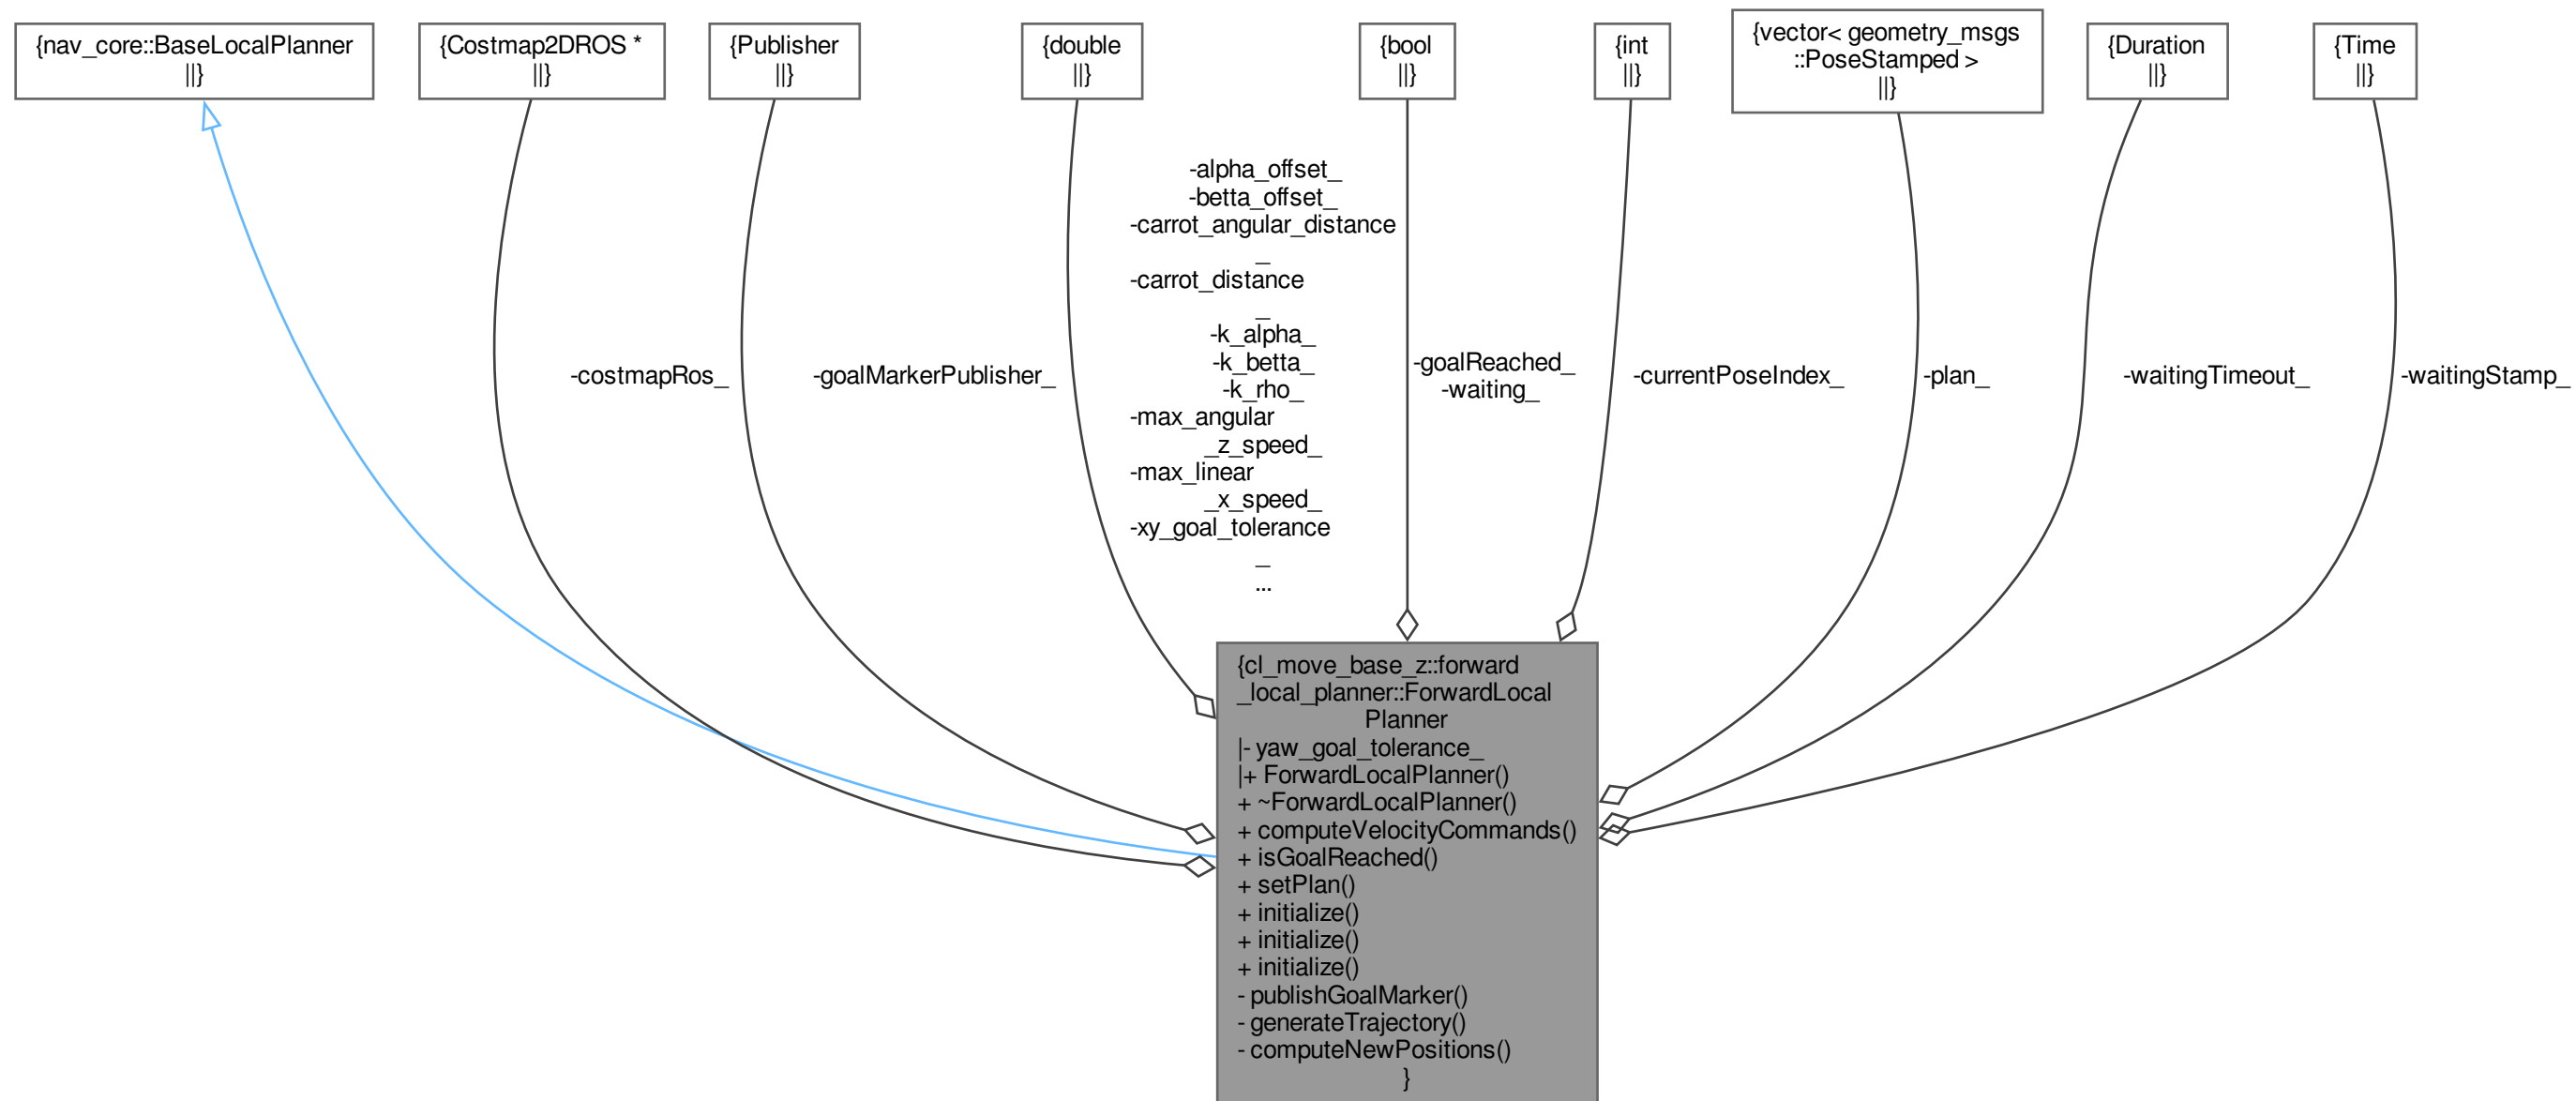 {nav_core::BaseLocalPlanner
||}
{Costmap2DROS *
||}
{Publisher
||}
{double
||}
{bool
||}
{int
||}
{vector< geometry_msgs
::PoseStamped >
||}
{Duration
||}
{Time
||}
-costmapRos_
-goalMarkerPublisher_
-alpha_offset_
-betta_offset_
-carrot_angular_distance
_
-carrot_distance
_
-k_alpha_
-k_betta_
-k_rho_
-max_angular
_z_speed_
-max_linear
_x_speed_
-xy_goal_tolerance
_
...
-goalReached_
-waiting_
-currentPoseIndex_
-plan_
-waitingTimeout_
-waitingStamp_
{cl_move_base_z::forward
_local_planner::ForwardLocal
Planner
|- yaw_goal_tolerance_
|+ ForwardLocalPlanner()
+ ~ForwardLocalPlanner()
+ computeVelocityCommands()
+ isGoalReached()
+ setPlan()
+ initialize()
+ initialize()
+ initialize()
- publishGoalMarker()
- generateTrajectory()
- computeNewPositions()
}